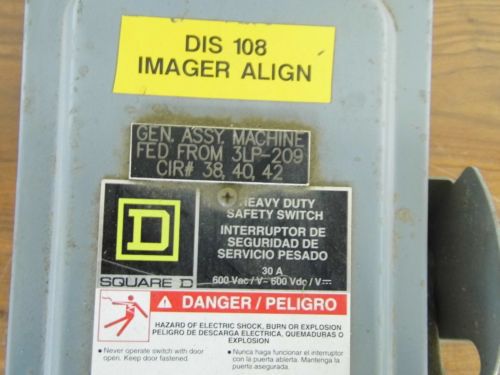 DIS 108
IMAGER ALIGN
GEN. ASSY MACHINE
FED FROM 3LP-209
CIR# 38, 40, 42
HEAVY DUTY
SAFETY SWITCH
INTERRUPTOR DE
SEGURIDAD DE
SERVICIO PESADO
30 A
600 Vac / V~ 600 Vdc / V⎓
D
SQUARE D
DANGER / PELIGRO
HAZARD OF ELECTRIC SHOCK, BURN OR EXPLOSION
PELIGRO DE DESCARGA ELECTRICA, QUEMADURAS O
EXPLOSION
• Never operate switch with door
open. Keep door fastened.
• Nunca haga funcionar el interruptor
con la puerta abierta. Mantenga la
puerta asegurada.